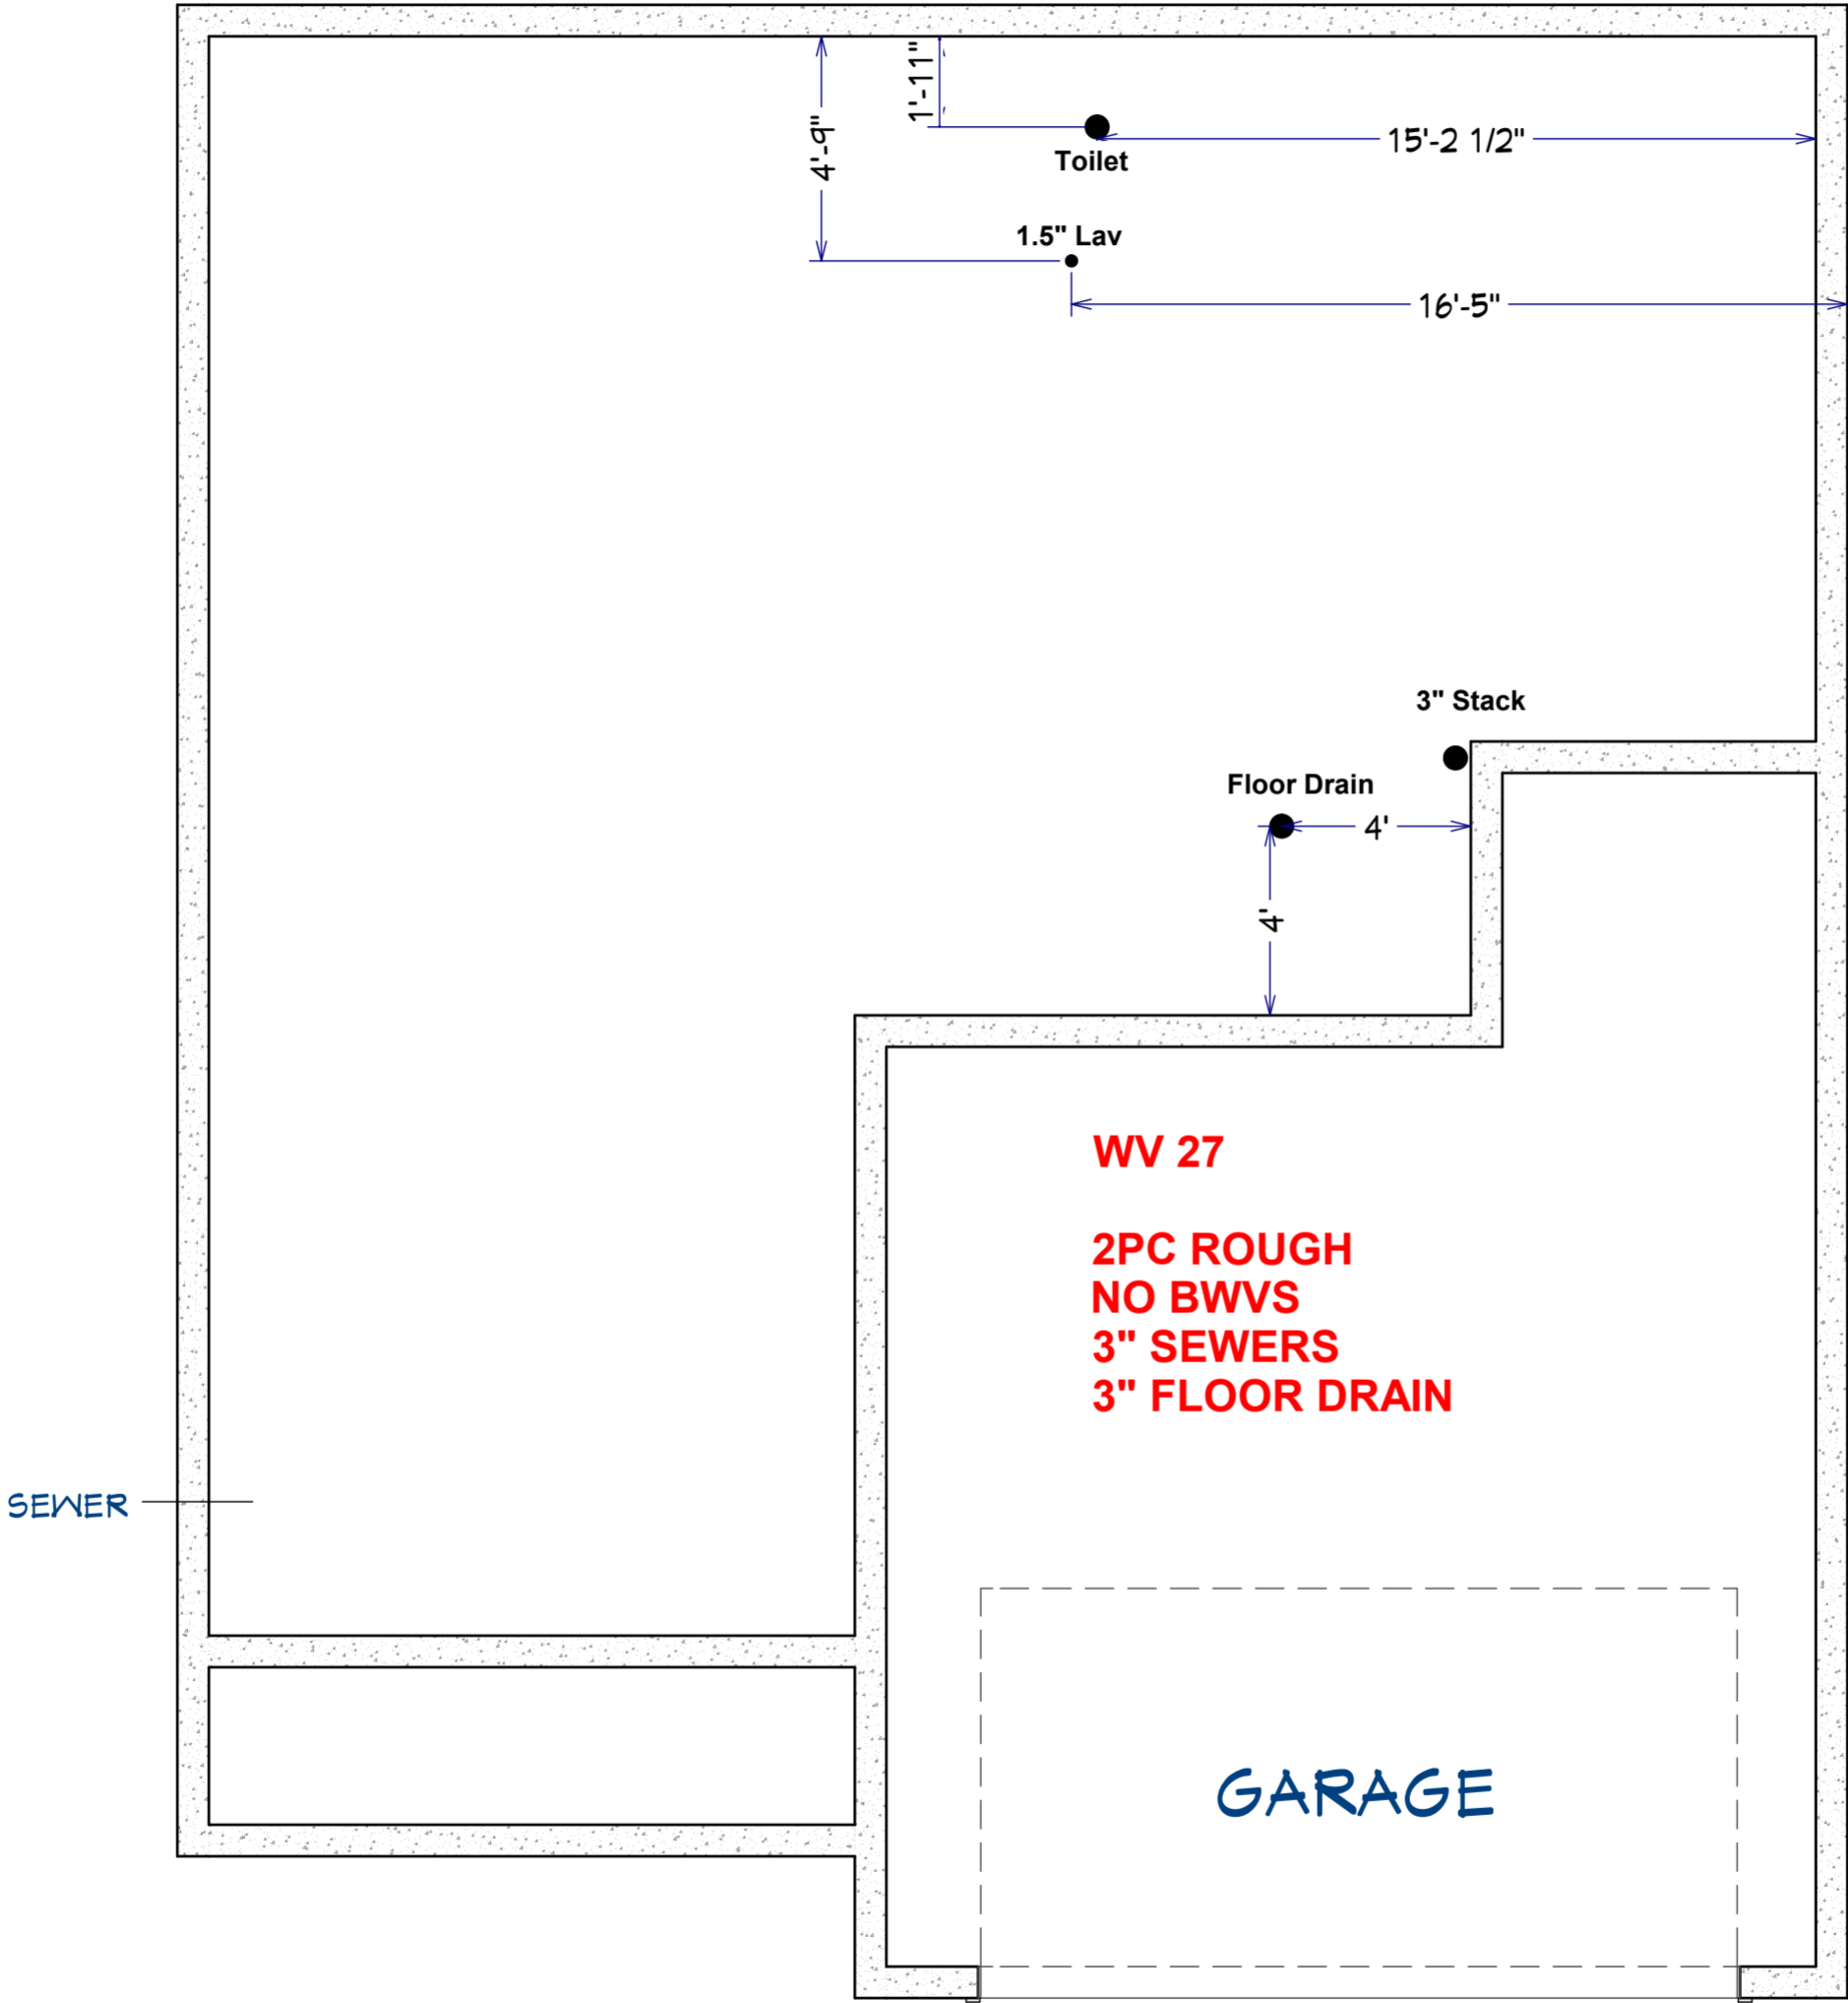 1'-11"
4'-9"
15'-2 1/2"
Toilet
1.5" Lav
16'-5"
3" Stack
Floor Drain
4'
4'
WV 27
2PC ROUGH
NO BWVS
3" SEWERS
3" FLOOR DRAIN
SEWER
GARAGE